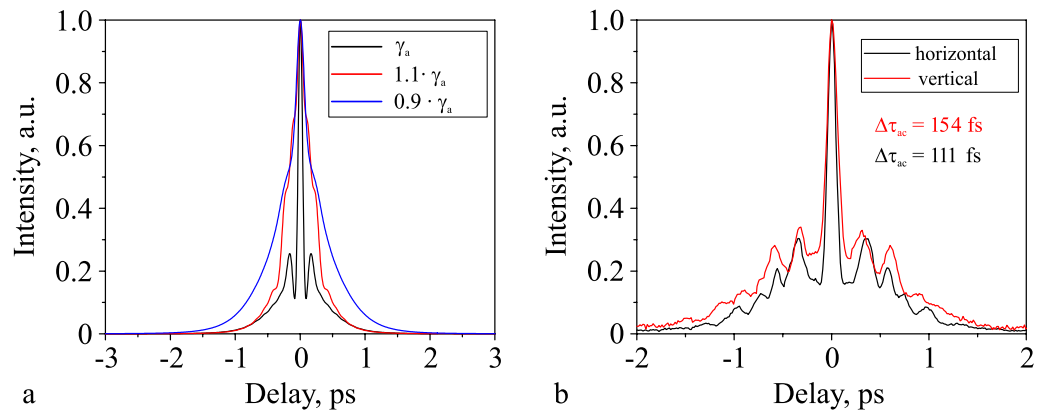 Intensity, a.u.
1.0
0.8
0.6
0.4
0.2
0
-3
-2
-1
0
1
2
3
Delay, ps
γₐ
1.1· γₐ
0.9 · γₐ
a
Intensity, a.u.
1.0
0.8
0.6
0.4
0.2
0
-2
-1
0
1
2
Delay, ps
horizontal
vertical
Δτac = 154 fs
Δτac = 111 fs
b